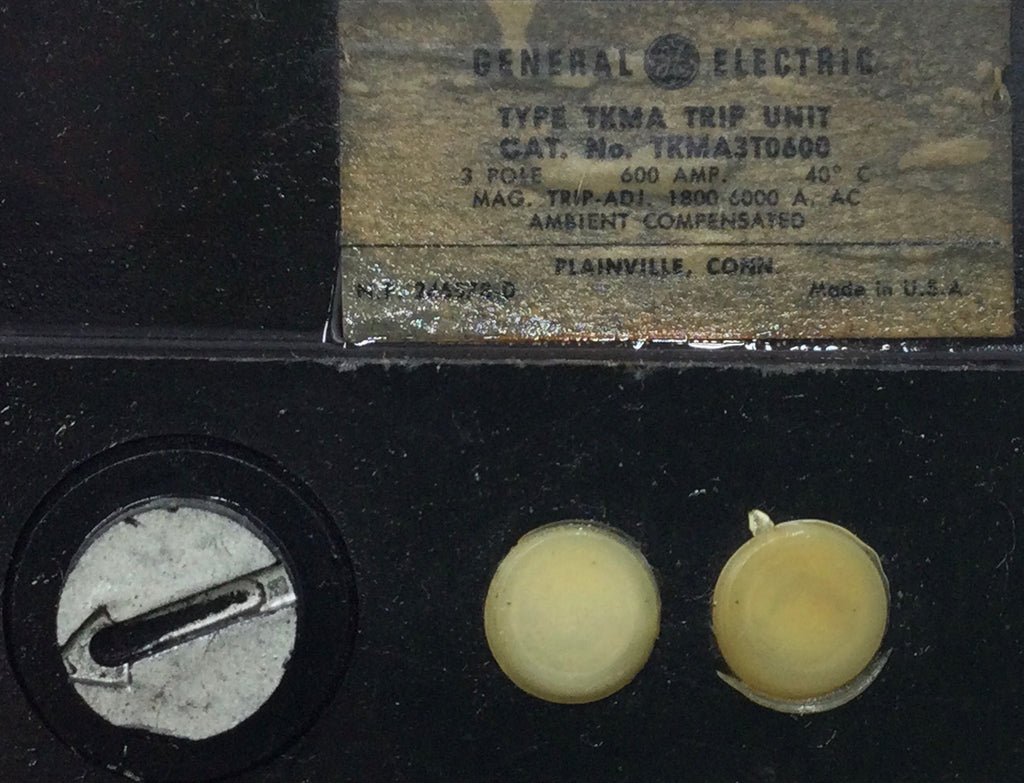 GENERAL GE ELECTRIC
TYPE TKMA TRIP UNIT
CAT. No. TKMA3T0600
3 POLE 600 AMP. 40° C
MAG. TRIP-ADJ. 1800-6000 A. AC
AMBIENT COMPENSATED
PLAINVILLE, CONN.
Made in U.S.A.